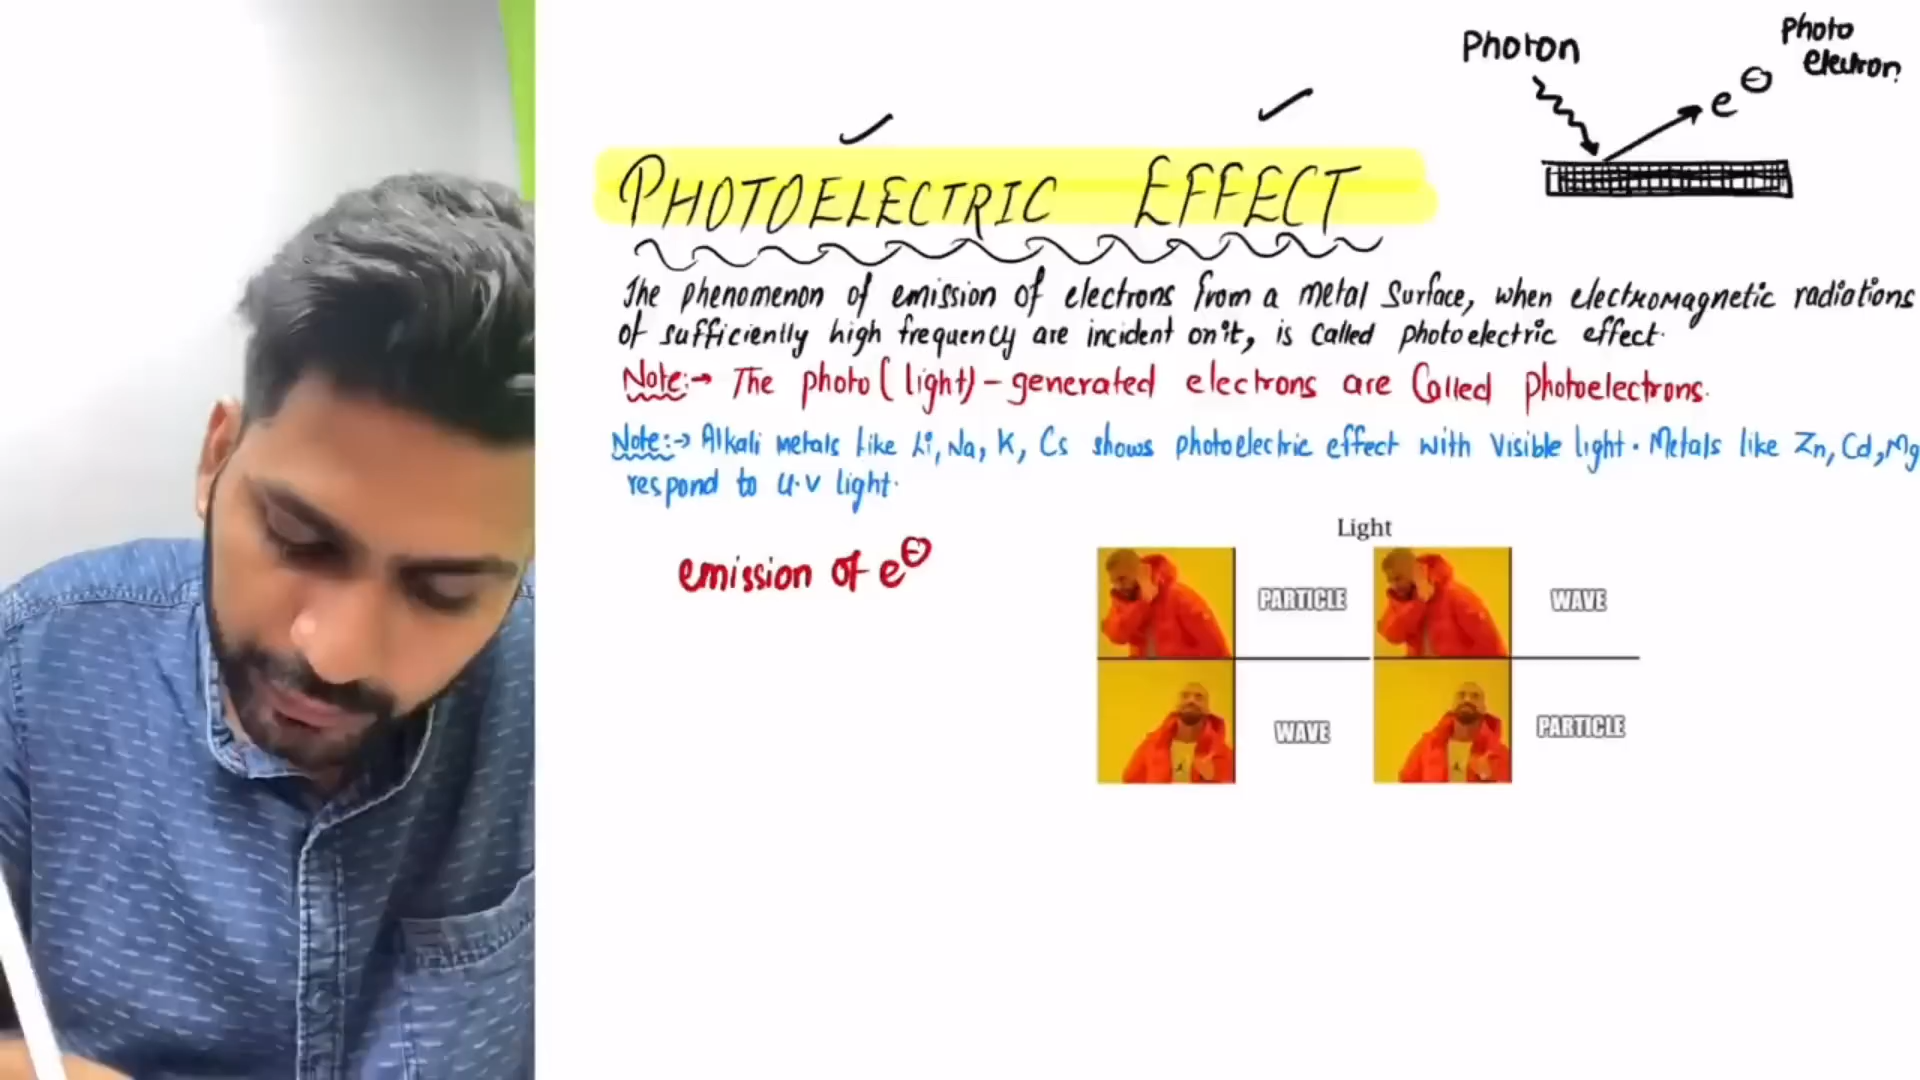 Photon
Photo
electron
e⊖
PHOTOELECTRIC EFFECT
The phenomenon of emission of electrons from a metal surface, when electromagnetic radiations
of sufficiently high frequency are incident on it, is called photoelectric effect.
Note:→ The photo(light)-generated electrons are Called Photoelectrons.
Note:→ Alkali metals like Li, Na, K, Cs shows photoelectric effect with Visible light. Metals like Zn, Cd, Mg
respond to U.V light.
emission of e⊖
Light
PARTICLE
WAVE
WAVE
PARTICLE